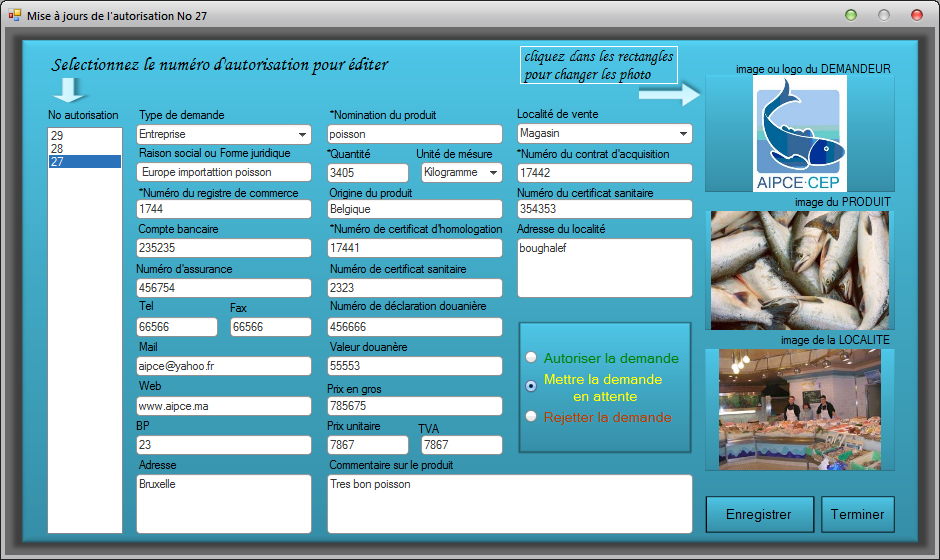 Mise à jours de l'autorisation No 27
Selectionnez le numéro d'autorisation pour éditer
cliquez dans les rectangles
pour changer les photo
image ou logo du DEMANDEUR
No autorisation
29
28
27
Type de demande
Entreprise
Raison social ou Forme juridique
Europe importattion poisson
*Numéro du registre de commerce
1744
Compte bancaire
235235
Numéro d'assurance
456754
Tel
Fax
66566
66566
Mail
aipce@yahoo.fr
Web
www.aipce.ma
BP
23
Adresse
Bruxelle
*Nomination du produit
poisson
*Quantité
Unité de mésure
3405
Kilogramme
Origine du produit
Belgique
*Numéro de certificat d'homologation
17441
Numéro de certificat sanitaire
2323
Numéro de déclaration douanière
456666
Valeur douanère
55553
Prix en gros
785675
Prix unitaire
TVA
7867
7867
Commentaire sur le produit
Tres bon poisson
Localité de vente
Magasin
*Numéro du contrat d'acquisition
17442
Numéro du certificat sanitaire
354353
Adresse du localité
boughalef
Autoriser la demande
Mettre la demande
en attente
Rejetter la demande
AIPCE·CEP
image du PRODUIT
image de la LOCALITE
Enregistrer
Terminer